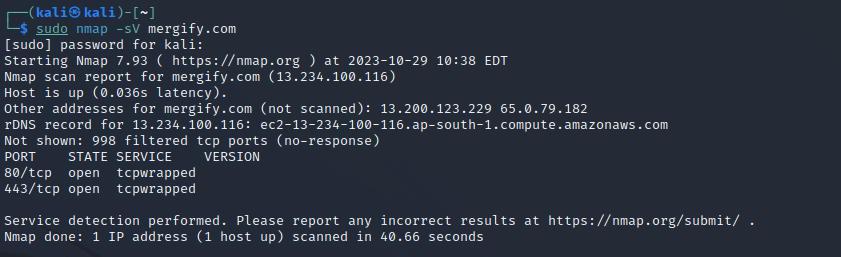 ┌──(kali㉿kali)-[~]
└─$ sudo nmap -sV mergify.com
[sudo] password for kali:
Starting Nmap 7.93 ( https://nmap.org ) at 2023-10-29 10:38 EDT
Nmap scan report for mergify.com (13.234.100.116)
Host is up (0.036s latency).
Other addresses for mergify.com (not scanned): 13.200.123.229 65.0.79.182
rDNS record for 13.234.100.116: ec2-13-234-100-116.ap-south-1.compute.amazonaws.com
Not shown: 998 filtered tcp ports (no-response)
PORT    STATE SERVICE    VERSION
80/tcp  open  tcpwrapped
443/tcp open  tcpwrapped
Service detection performed. Please report any incorrect results at https://nmap.org/submit/ .
Nmap done: 1 IP address (1 host up) scanned in 40.66 seconds